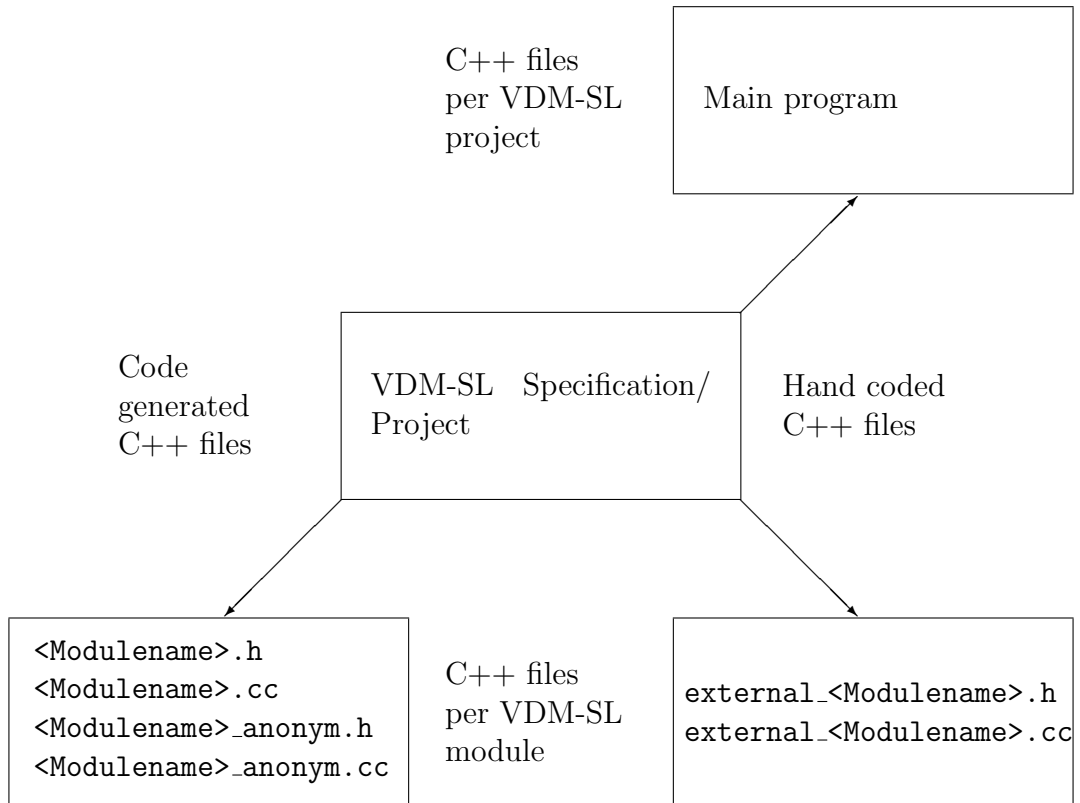 C++ files
per VDM-SL
project
Main program
Code
generated
C++ files
VDM-SL Specification/
Project
Hand coded
C++ files
<Modulename>.h
<Modulename>.cc
<Modulename>_anonym.h
<Modulename>_anonym.cc
C++ files
per VDM-SL
module
external_<Modulename>.h
external_<Modulename>.cc